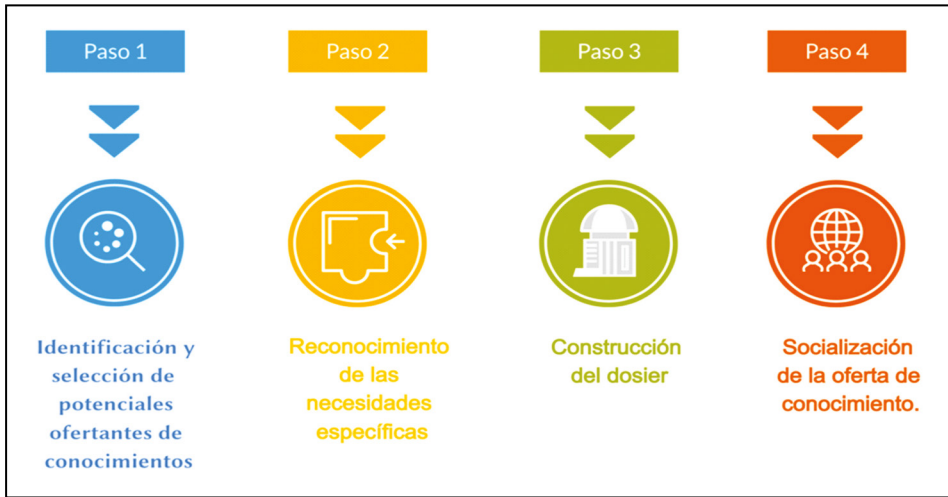 Paso 1
Identificación y
selección de
potenciales
ofertantes de
conocimientos
Paso 2
Reconocimiento
de las
necesidades
específicas
Paso 3
Construcción
del dosier
Paso 4
Socialización
de la oferta de
conocimiento.